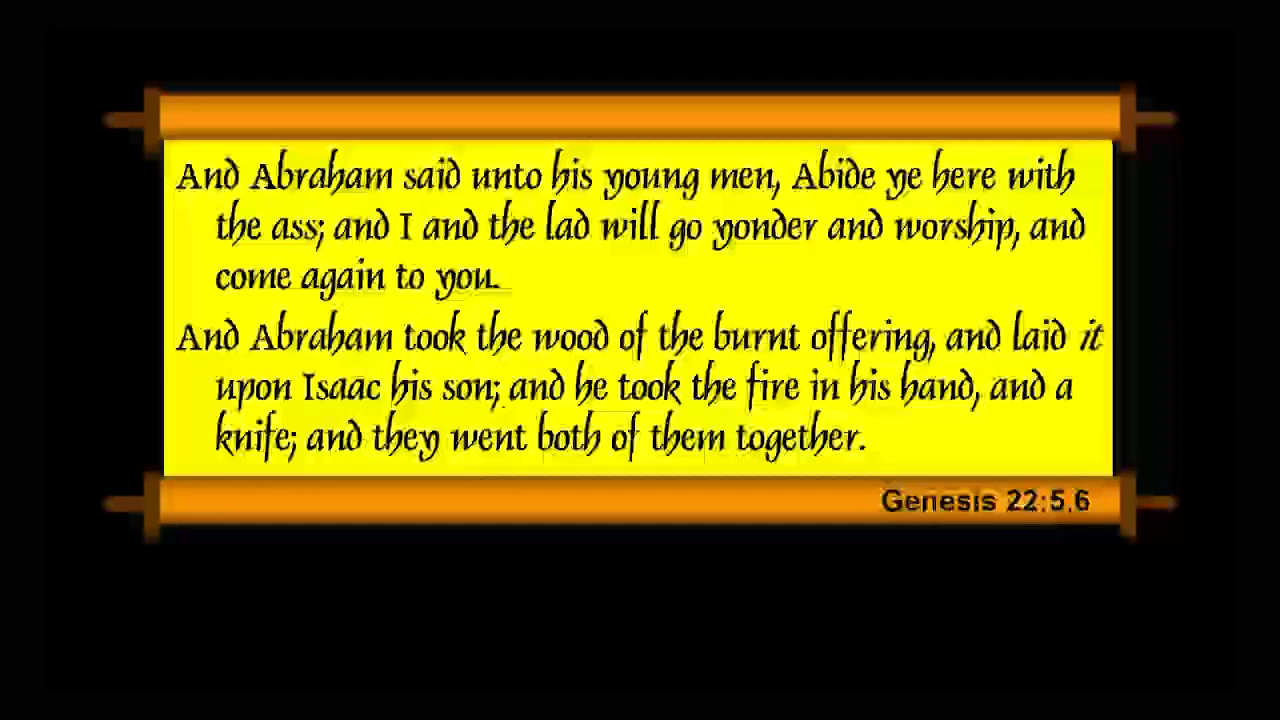 And Abraham said unto his young men, Abide ye here with
the ass; and I and the lad will go yonder and worship, and
come again to you.
And Abraham took the wood of the burnt offering, and laid it
upon Isaac his son; and he took the fire in his hand, and a
knife; and they went both of them together.
Genesis 22:5,6